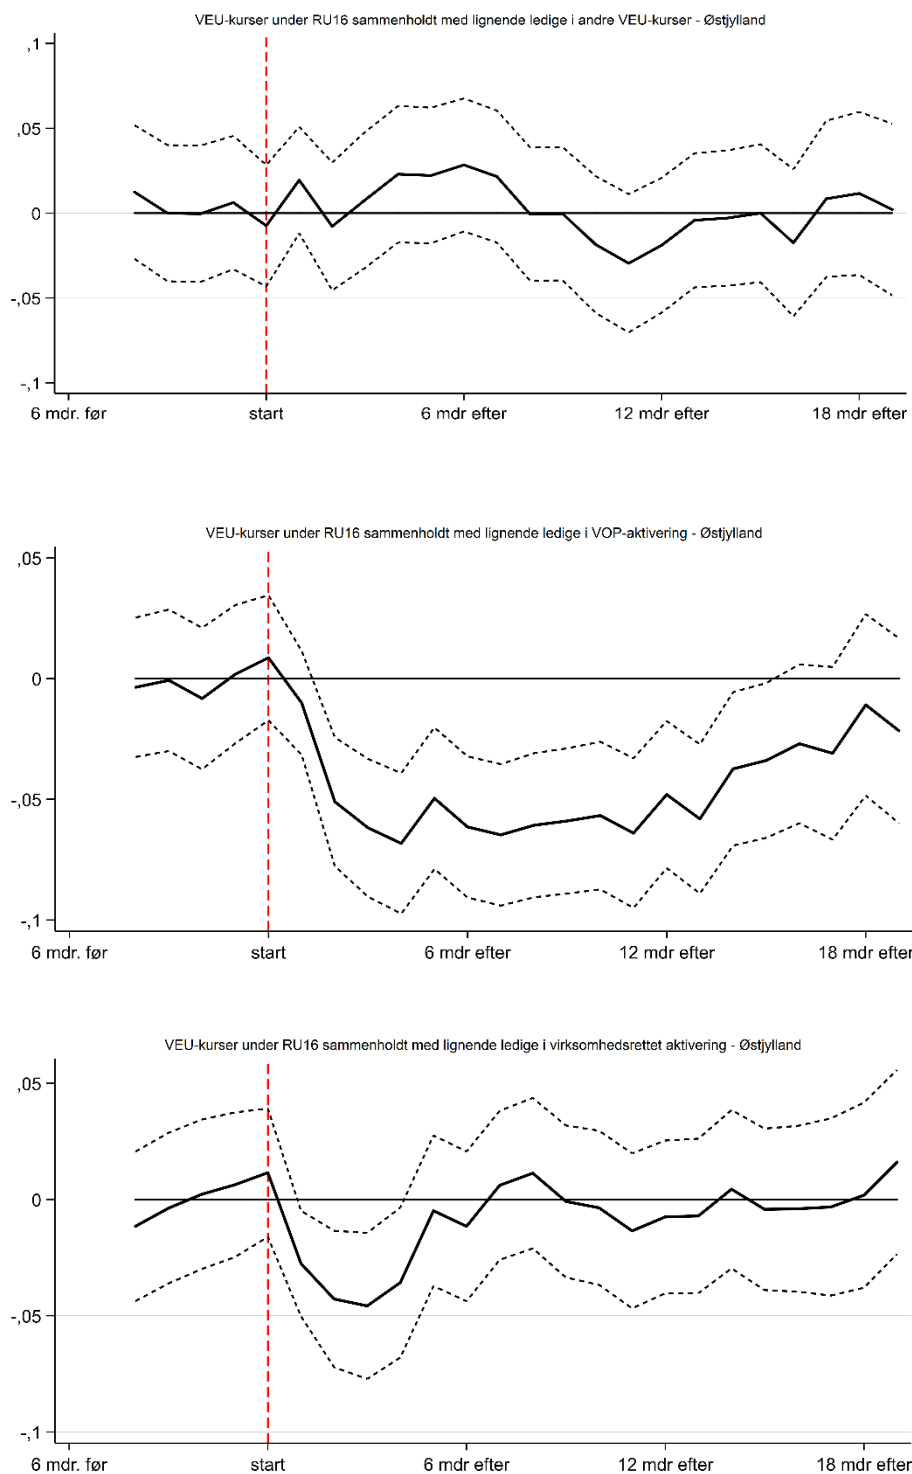 VEU-kurser under RU16 sammenholdt med lignende ledige i andre VEU-kurser - Østjylland
,1
,05
0
-,05
-,1
6 mdr. før start 6 mdr efter 12 mdr efter 18 mdr efter
VEU-kurser under RU16 sammenholdt med lignende ledige i VOP-aktivering - Østjylland
,05
0
-,05
-,1
6 mdr. før start 6 mdr efter 12 mdr efter 18 mdr efter
VEU-kurser under RU16 sammenholdt med lignende ledige i virksomhedsrettet aktivering - Østjylland
,05
0
-,05
-,1
6 mdr. før start 6 mdr efter 12 mdr efter 18 mdr efter